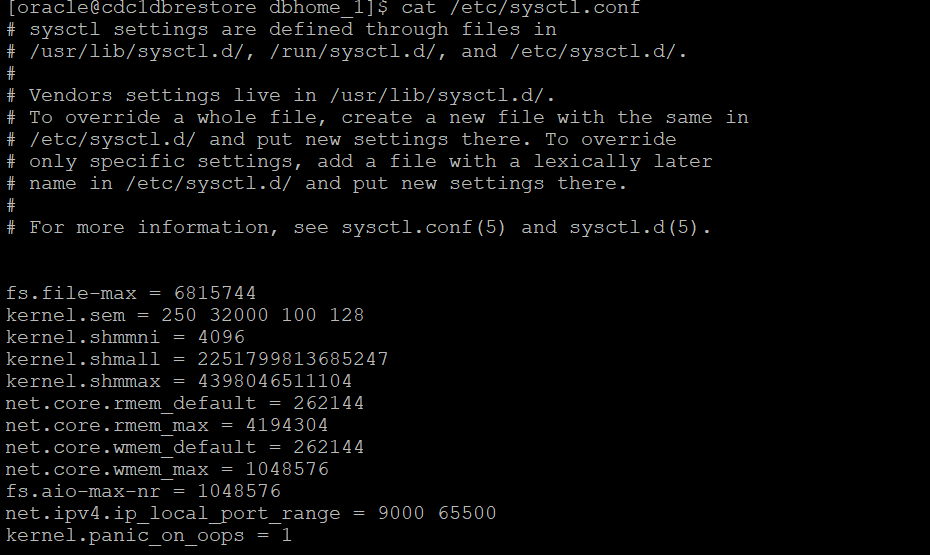 [oracle@cdcldbrestore dbhome_1]$ cat /etc/sysctl.conf
# sysctl settings are defined through files in
# /usr/lib/sysctl.d/, /run/sysctl.d/, and /etc/sysctl.d/.
#
# Vendors settings live in /usr/lib/sysctl.d/.
# To override a whole file, create a new file with the same in
# /etc/sysctl.d/ and put new settings there. To override
# only specific settings, add a file with a lexically later
# name in /etc/sysctl.d/ and put new settings there.
#
# For more information, see sysctl.conf(5) and sysctl.d(5).
fs.file-max = 6815744
kernel.sem = 250 32000 100 128
kernel.shmmni = 4096
kernel.shmall = 2251799813685247
kernel.shmmax = 4398046511104
net.core.rmem_default = 262144
net.core.rmem_max = 4194304
net.core.wmem_default = 262144
net.core.wmem_max = 1048576
fs.aio-max-nr = 1048576
net.ipv4.ip_local_port_range = 9000 65500
kernel.panic_on_oops = 1